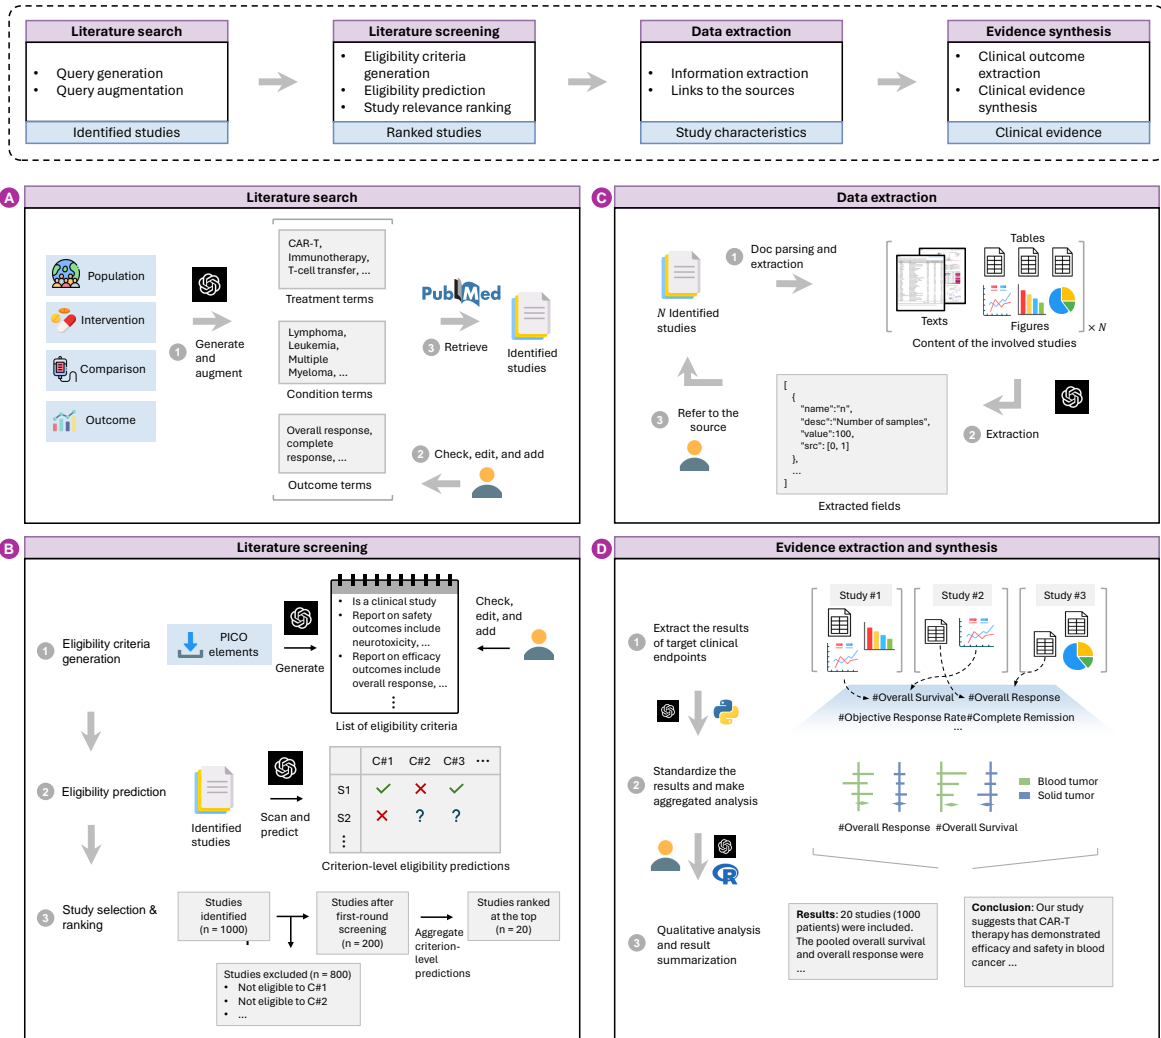 Literature search
• Query generation
• Query augmentation
Identified studies
Literature screening
• Eligibility criteria
generation
• Eligibility prediction
• Study relevance ranking
Ranked studies
Data extraction
• Information extraction
• Links to the sources
Study characteristics
Evidence synthesis
• Clinical outcome
extraction
• Clinical evidence
synthesis
Clinical evidence
A
Literature search
Population
Intervention
Comparison
Outcome
1
Generate
and
augment
CAR-T,
Immunotherapy,
T-cell transfer, ...
Treatment terms
Lymphoma,
Leukemia,
Multiple
Myeloma, ...
Condition terms
Overall response,
complete
response, ...
Outcome terms
2 Check, edit, and add
PubMed
3 Retrieve
Identified
studies
C
Data extraction
N Identified
studies
1 Doc parsing and
extraction
Tables
Texts
Figures
× N
Content of the involved studies
2 Extraction
[
{
"name":"n",
"desc":"Number of samples",
"value":100,
"src": [0, 1]
},
...
]
Extracted fields
3 Refer to the
source
B
Literature screening
1 Eligibility criteria
generation
PICO
elements
Generate
• Is a clinical study
• Report on safety
outcomes include
neurotoxicity, ...
• Report on efficacy
outcomes include
overall response, ...
⋮
List of eligibility criteria
Check,
edit, and
add
2 Eligibility prediction
Identified
studies
Scan and
predict
C#1 C#2 C#3 ⋯
S1 ✓ ✕ ✓
S2 ✕ ? ?
⋮
Criterion-level eligibility predictions
3 Study selection &
ranking
Studies
identified
(n = 1000)
Studies after
first-round
screening
(n = 200)
Aggregate
criterion-
level
predictions
Studies ranked
at the top
(n = 20)
Studies excluded (n = 800)
• Not eligible to C#1
• Not eligible to C#2
• ...
D
Evidence extraction and synthesis
1 Extract the results
of target clinical
endpoints
Study #1
Study #2
Study #3
#Overall Survival #Overall Response
#Objective Response Rate#Complete Remission
...
2 Standardize the
results and make
aggregated analysis
Blood tumor
Solid tumor
#Overall Response #Overall Survival
R
3 Qualitative analysis
and result
summarization
Results: 20 studies (1000
patients) were included.
The pooled overall survival
and overall response were
...
Conclusion: Our study
suggests that CAR-T
therapy has demonstrated
efficacy and safety in blood
cancer ...